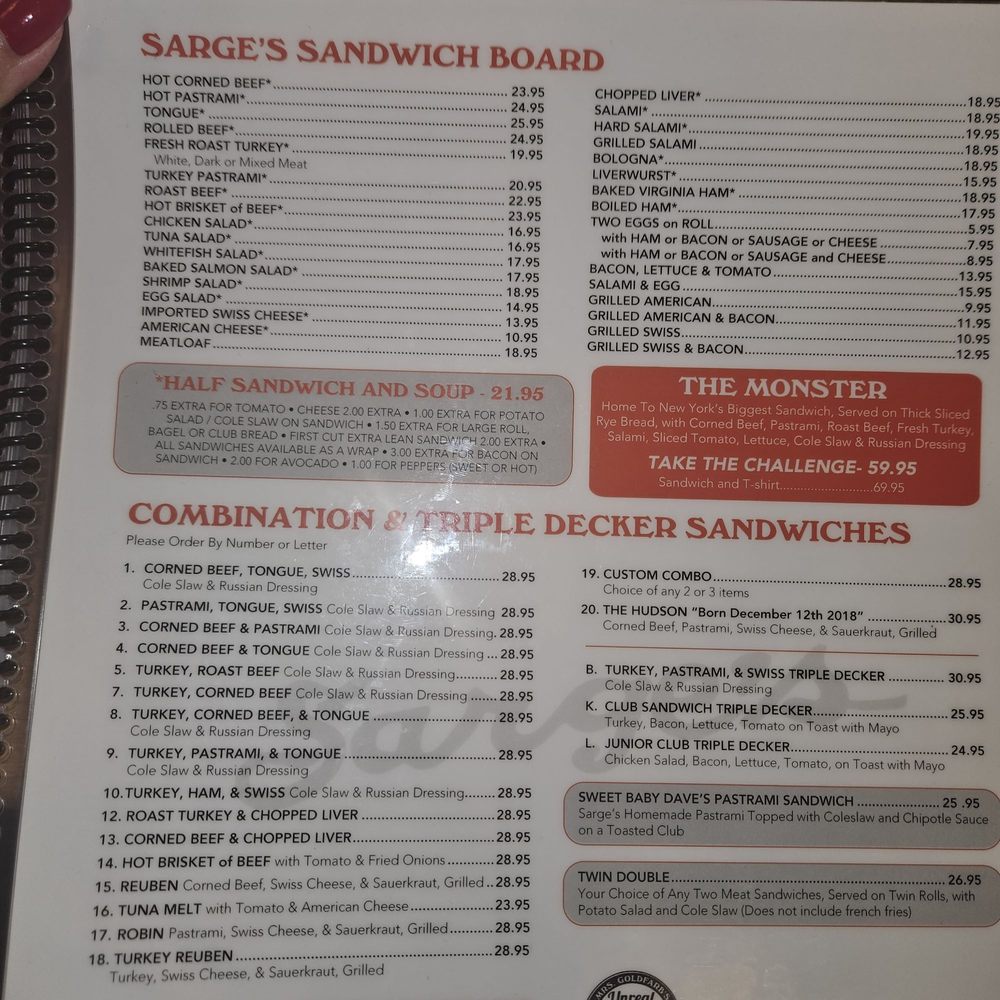 SARGE'S SANDWICH BOARD
HOT CORNED BEEF* 23.95
HOT PASTRAMI* 24.95
TONGUE* 25.95
ROLLED BEEF* 24.95
FRESH ROAST TURKEY* 19.95
White, Dark or Mixed Meat
TURKEY PASTRAMI* 20.95
ROAST BEEF* 22.95
HOT BRISKET of BEEF* 23.95
CHICKEN SALAD* 16.95
TUNA SALAD* 16.95
WHITEFISH SALAD* 17.95
BAKED SALMON SALAD* 17.95
SHRIMP SALAD* 18.95
EGG SALAD* 14.95
IMPORTED SWISS CHEESE* 13.95
AMERICAN CHEESE* 10.95
MEATLOAF 18.95
CHOPPED LIVER* 18.95
SALAMI* 18.95
HARD SALAMI* 19.95
GRILLED SALAMI 18.95
BOLOGNA* 18.95
LIVERWURST* 15.95
BAKED VIRGINIA HAM* 18.95
BOILED HAM* 17.95
TWO EGGS on ROLL 5.95
with HAM or BACON or SAUSAGE or CHEESE 7.95
with HAM or BACON or SAUSAGE and CHEESE 8.95
BACON, LETTUCE & TOMATO 13.95
SALAMI & EGG 15.95
GRILLED AMERICAN 9.95
GRILLED AMERICAN & BACON 11.95
GRILLED SWISS 10.95
GRILLED SWISS & BACON 12.95
*HALF SANDWICH AND SOUP - 21.95
.75 EXTRA FOR TOMATO • CHEESE 2.00 EXTRA • 1.00 EXTRA FOR POTATO
SALAD / COLE SLAW ON SANDWICH • 1.50 EXTRA FOR LARGE ROLL,
BAGEL OR CLUB BREAD • FIRST CUT EXTRA LEAN SANDWICH 2.00 EXTRA •
ALL SANDWICHES AVAILABLE AS A WRAP • 3.00 EXTRA FOR BACON ON
SANDWICH • 2.00 FOR AVOCADO • 1.00 FOR PEPPERS (SWEET OR HOT)
THE MONSTER
Home To New York's Biggest Sandwich, Served on Thick Sliced
Rye Bread, with Corned Beef, Pastrami, Roast Beef, Fresh Turkey,
Salami, Sliced Tomato, Lettuce, Cole Slaw & Russian Dressing
TAKE THE CHALLENGE- 59.95
Sandwich and T-shirt 69.95
COMBINATION & TRIPLE DECKER SANDWICHES
Please Order By Number or Letter
1. CORNED BEEF, TONGUE, SWISS 28.95
Cole Slaw & Russian Dressing
2. PASTRAMI, TONGUE, SWISS Cole Slaw & Russian Dressing 28.95
3. CORNED BEEF & PASTRAMI Cole Slaw & Russian Dressing. 28.95
4. CORNED BEEF & TONGUE Cole Slaw & Russian Dressing 28.95
5. TURKEY, ROAST BEEF Cole Slaw & Russian Dressing 28.95
7. TURKEY, CORNED BEEF Cole Slaw & Russian Dressing 28.95
8. TURKEY, CORNED BEEF, & TONGUE 28.95
Cole Slaw & Russian Dressing
9. TURKEY, PASTRAMI, & TONGUE 28.95
Cole Slaw & Russian Dressing
10. TURKEY, HAM, & SWISS Cole Slaw & Russian Dressing 28.95
12. ROAST TURKEY & CHOPPED LIVER 28.95
13. CORNED BEEF & CHOPPED LIVER 28.95
14. HOT BRISKET of BEEF with Tomato & Fried Onions 28.95
15. REUBEN Corned Beef, Swiss Cheese, & Sauerkraut, Grilled 28.95
16. TUNA MELT with Tomato & American Cheese 23.95
17. ROBIN Pastrami, Swiss Cheese, & Sauerkraut, Grilled 28.95
18. TURKEY REUBEN 28.95
Turkey, Swiss Cheese, & Sauerkraut, Grilled
19. CUSTOM COMBO 28.95
Choice of any 2 or 3 items
20. THE HUDSON "Born December 12th 2018" 30.95
Corned Beef, Pastrami, Swiss Cheese, & Sauerkraut, Grilled
B. TURKEY, PASTRAMI, & SWISS TRIPLE DECKER 30.95
Cole Slaw & Russian Dressing
K. CLUB SANDWICH TRIPLE DECKER 25.95
Turkey, Bacon, Lettuce, Tomato on Toast with Mayo
L. JUNIOR CLUB TRIPLE DECKER 24.95
Chicken Salad, Bacon, Lettuce, Tomato, on Toast with Mayo
SWEET BABY DAVE'S PASTRAMI SANDWICH 25 .95
Sarge's Homemade Pastrami Topped with Coleslaw and Chipotle Sauce
on a Toasted Club
TWIN DOUBLE 26.95
Your Choice of Any Two Meat Sandwiches, Served on Twin Rolls, with
Potato Salad and Cole Slaw (Does not include french fries)
Sarge's
MRS. GOLDFARB'S
Unreal